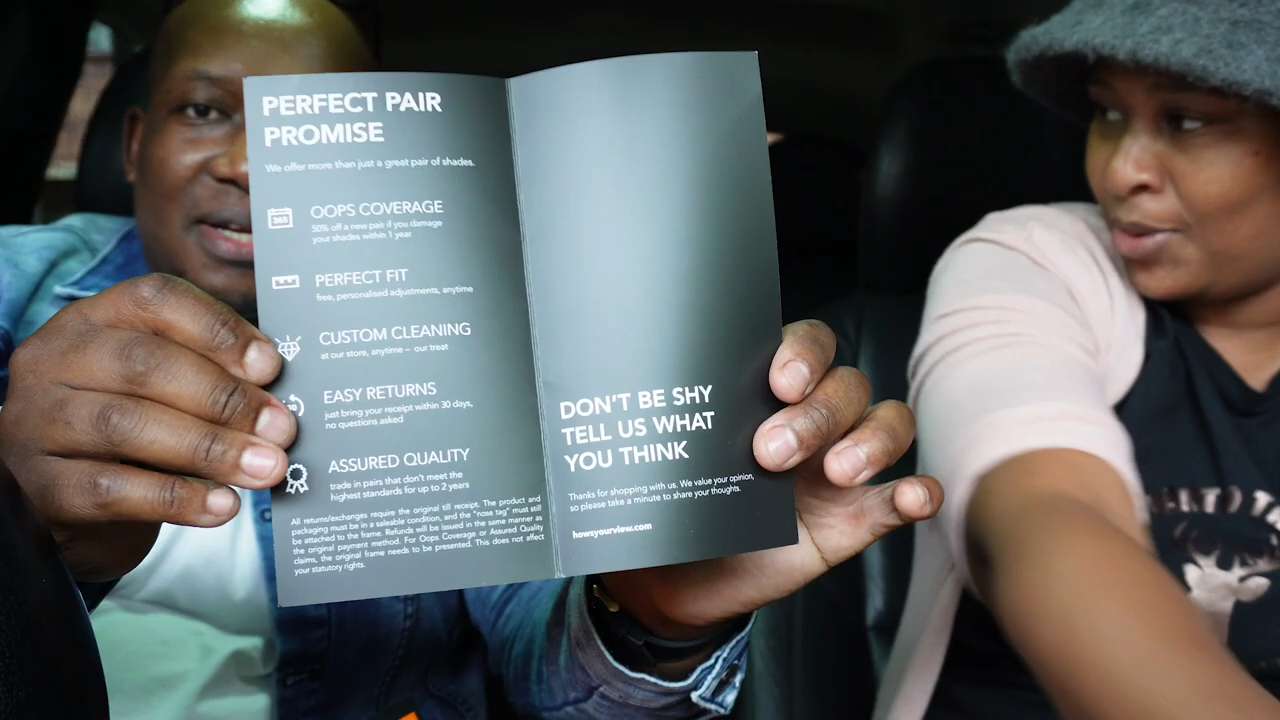 PERFECT PAIR
PROMISE
We offer more than just a great pair of shades.
365
OOPS COVERAGE
50% off a new pair if you damage
your shades within 1 year
PERFECT FIT
free, personalised adjustments, anytime
CUSTOM CLEANING
at our store, anytime – our treat
EASY RETURNS
just bring your receipt within 30 days,
no questions asked
ASSURED QUALITY
trade in pairs that don't meet the
highest standards for up to 2 years
All returns/exchanges require the original till receipt. The product and
packaging must be in a saleable condition, and the "nose tag" must still
be attached to the frame. Refunds will be issued in the same manner as
the original payment method. For Oops Coverage or Assured Quality
claims, the original frame needs to be presented. This does not affect
your statutory rights.
DON'T BE SHY
TELL US WHAT
YOU THINK
Thanks for shopping with us. We value your opinion,
so please take a minute to share your thoughts.
howsyourview.com